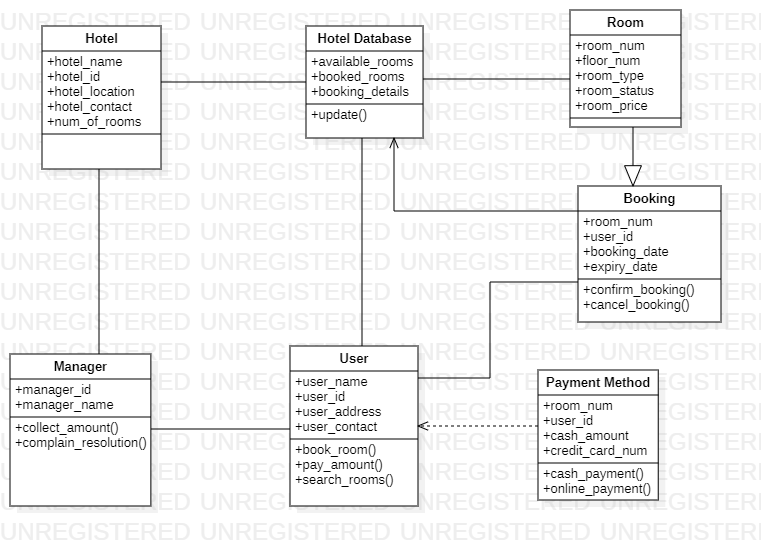 UNREGISTERED UNREGISTERED UNREGISTERED UNREGISTERED
Hotel
+hotel_name
+hotel_id
+hotel_location
+hotel_contact
+num_of_rooms
Hotel Database
+available_rooms
+booked_rooms
+booking_details
+update()
Room
+room_num
+floor_num
+room_type
+room_status
+room_price
Booking
+room_num
+user_id
+booking_date
+expiry_date
+confirm_booking()
+cancel_booking()
Manager
+manager_id
+manager_name
+collect_amount()
+complain_resolution()
User
+user_name
+user_id
+user_address
+user_contact
+book_room()
+pay_amount()
+search_rooms()
Payment Method
+room_num
+user_id
+cash_amount
+credit_card_num
+cash_payment()
+online_payment()